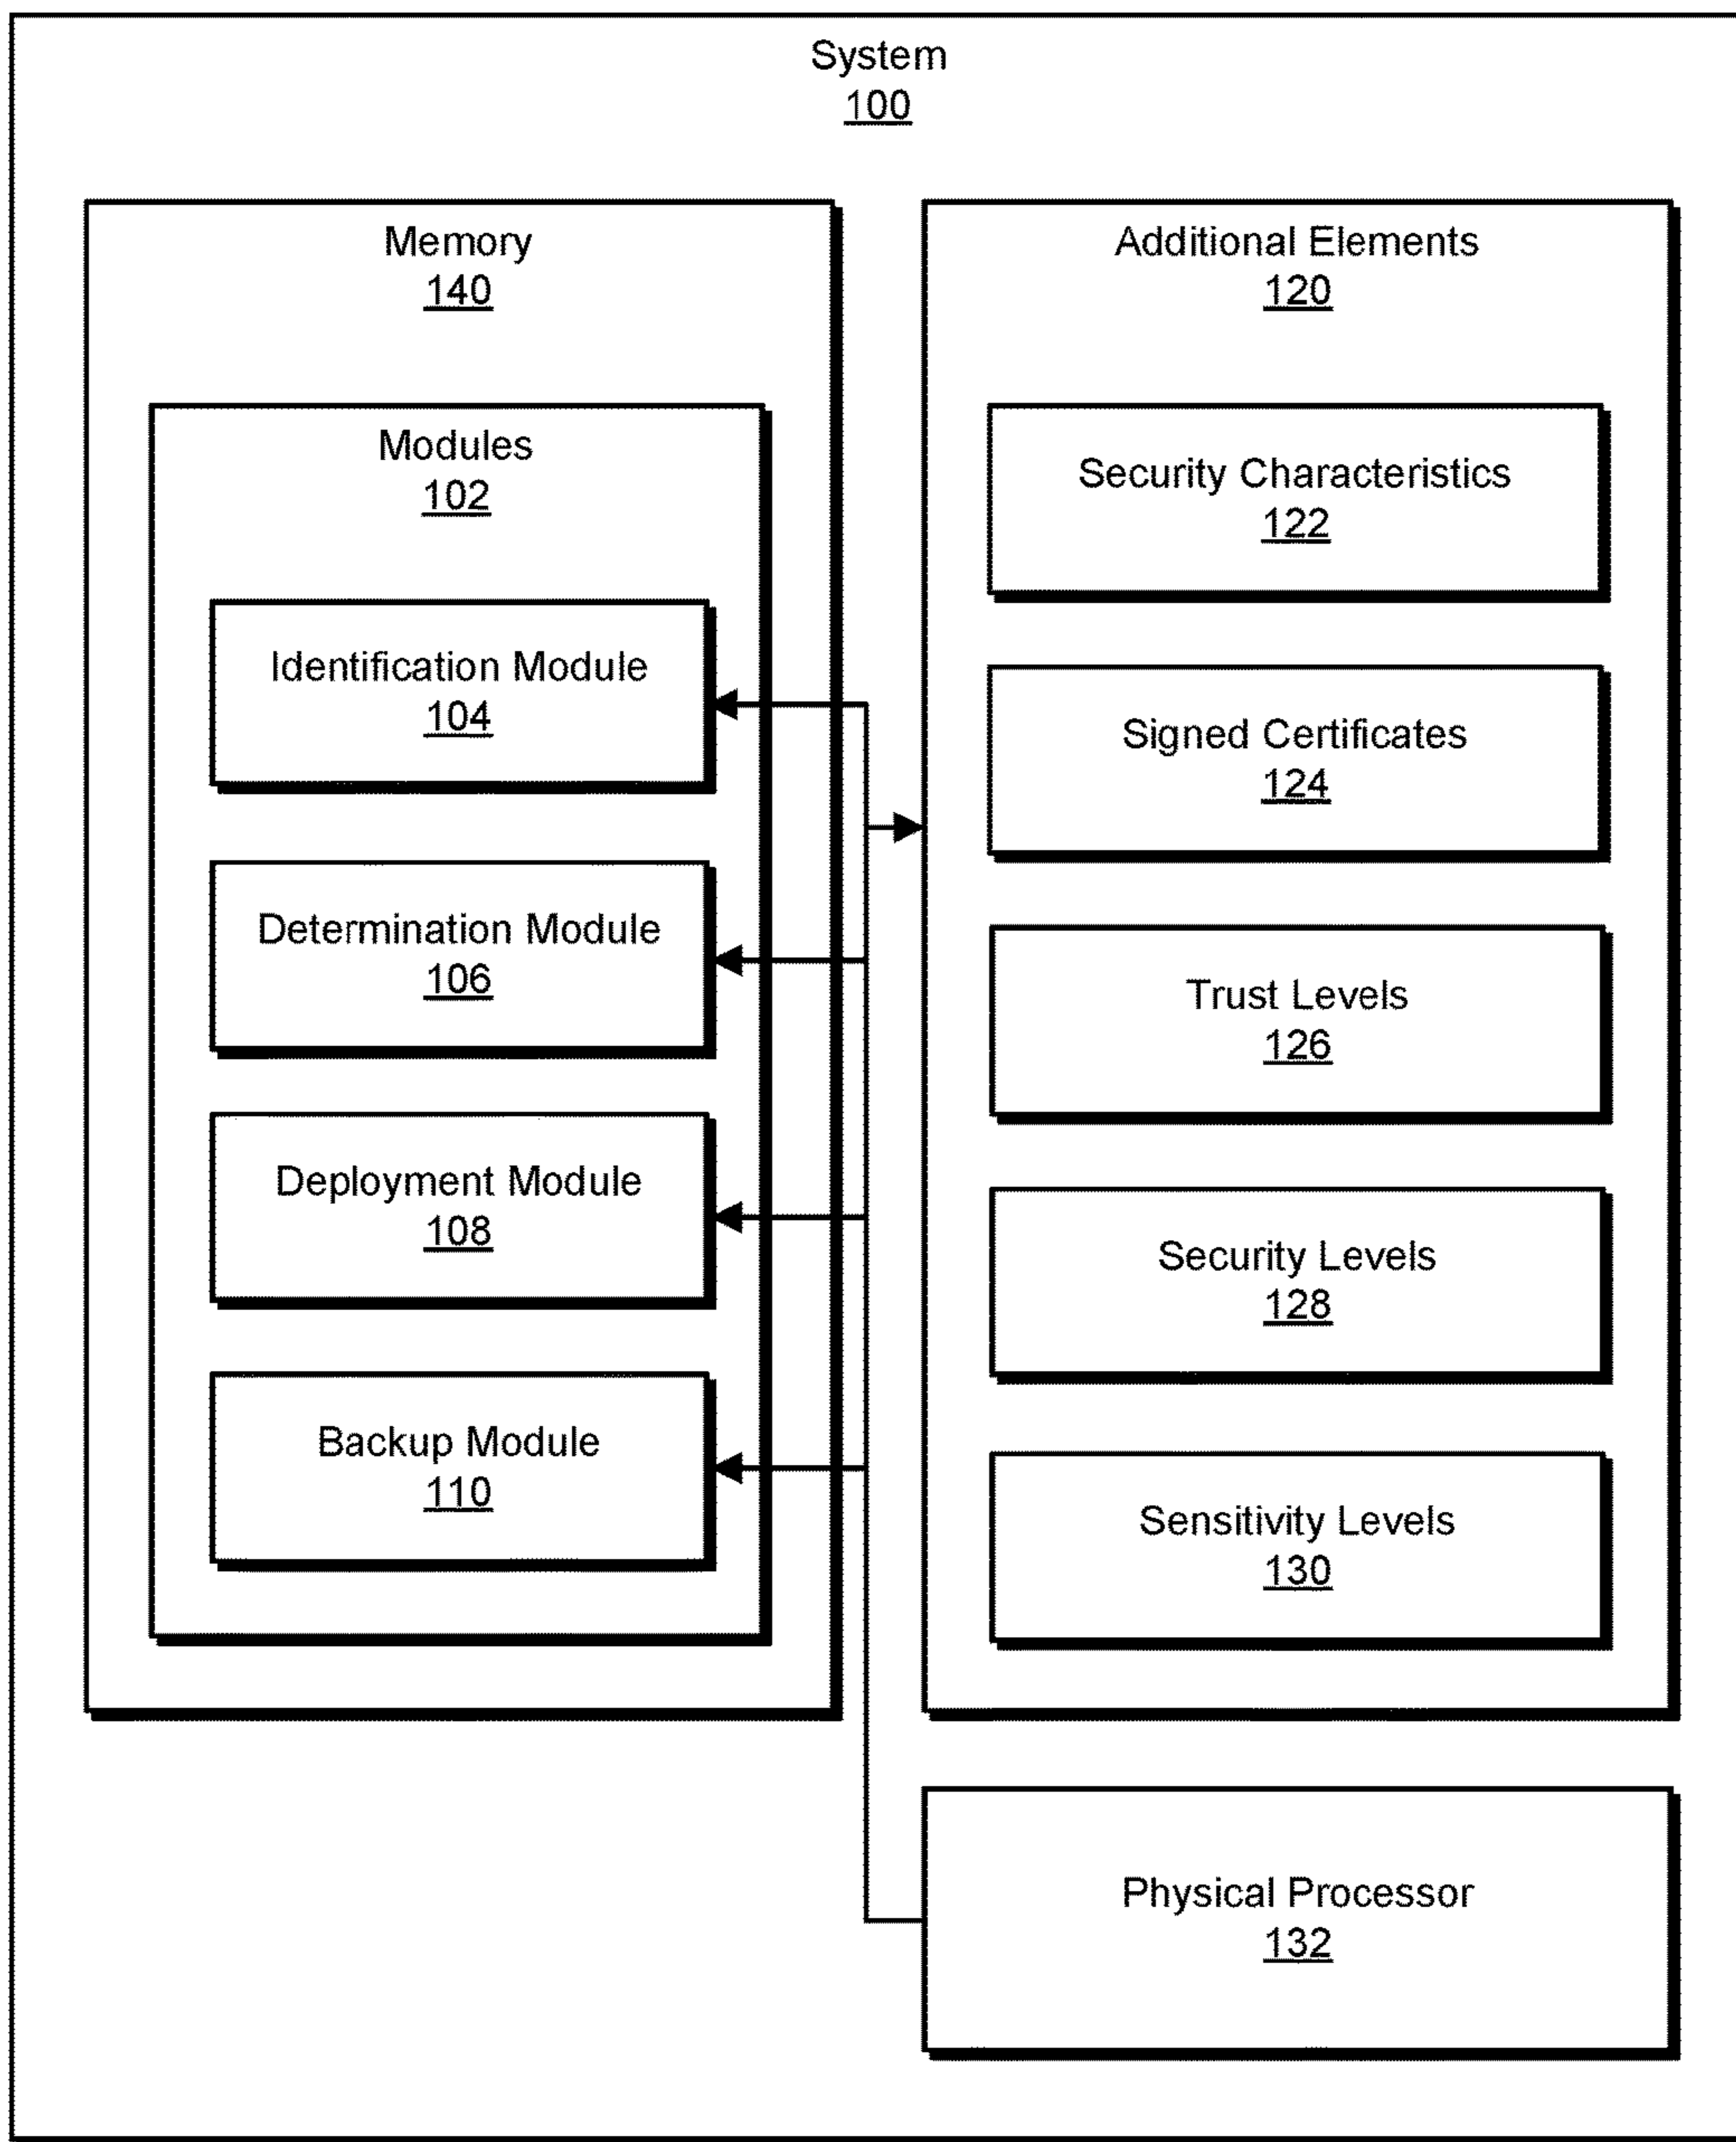 System
100
Memory
140
Modules
102
Identification Module
104
Determination Module
106
Deployment Module
108
Backup Module
110
Additional Elements
120
Security Characteristics
122
Signed Certificates
124
Trust Levels
126
Security Levels
128
Sensitivity Levels
130
Physical Processor
132